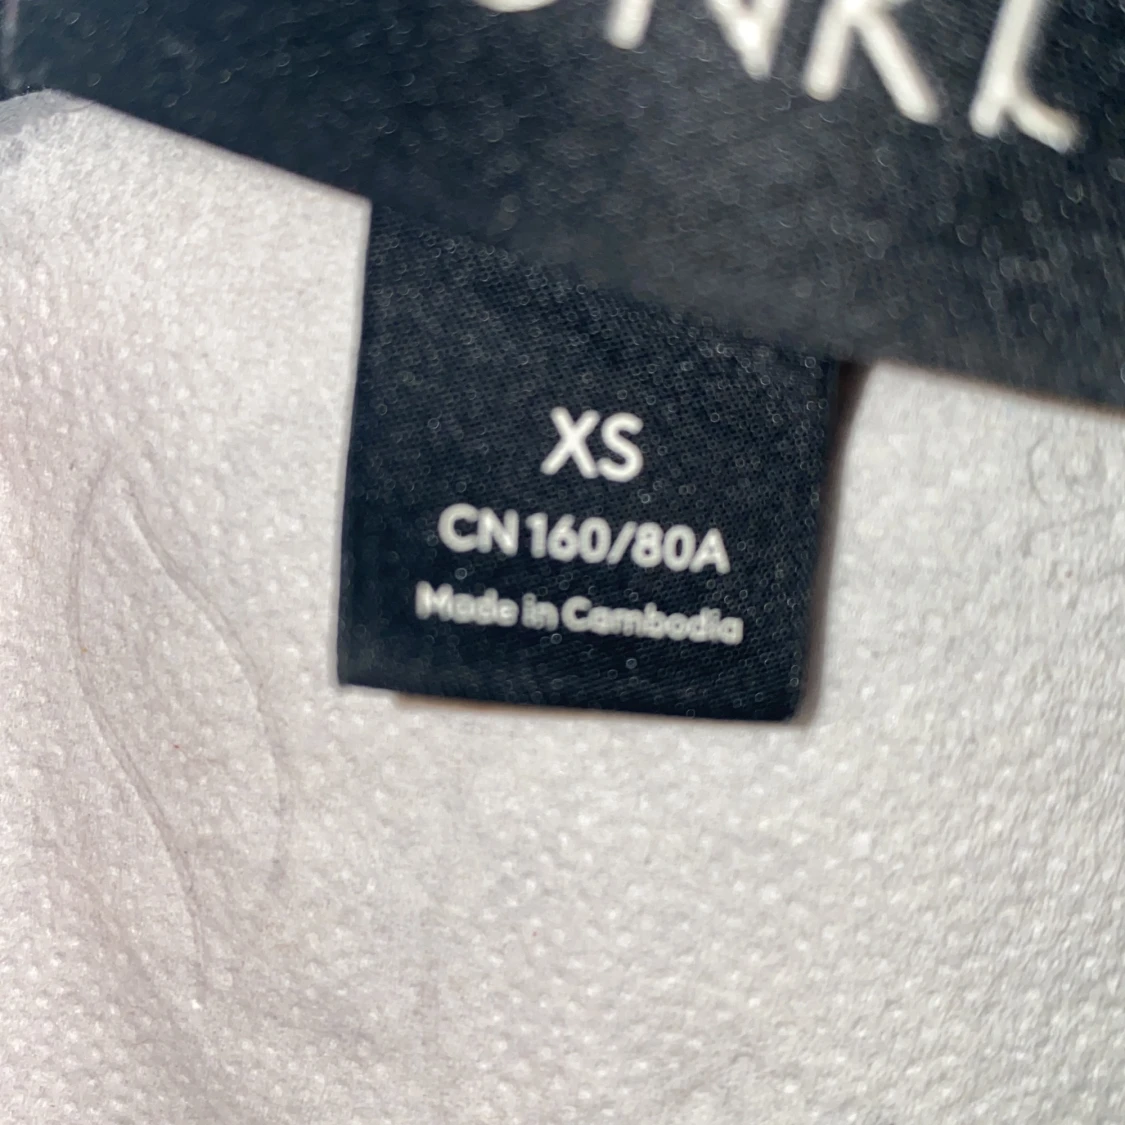 XS
CN 160/80A
Made in Cambodia